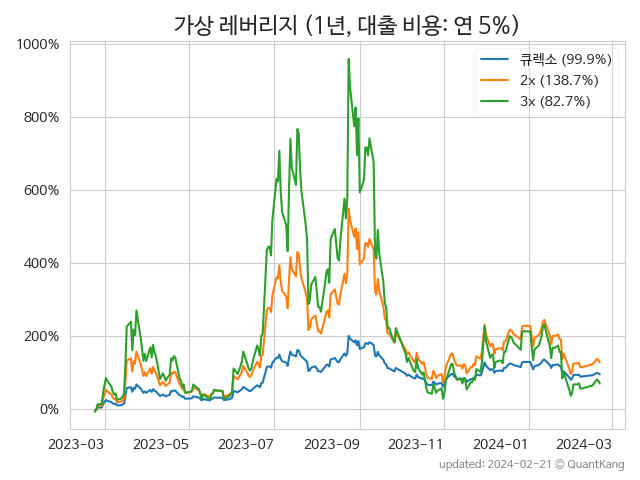 가상 레버리지 (1년, 대출 비용: 연 5%)
1000%
800%
600%
400%
200%
0%
큐렉소 (99.9%)
2x (138.7%)
3x (82.7%)
2023-03 2023-05 2023-07 2023-09 2023-11 2024-01 2024-03
updated: 2024-02-21 © QuantKang